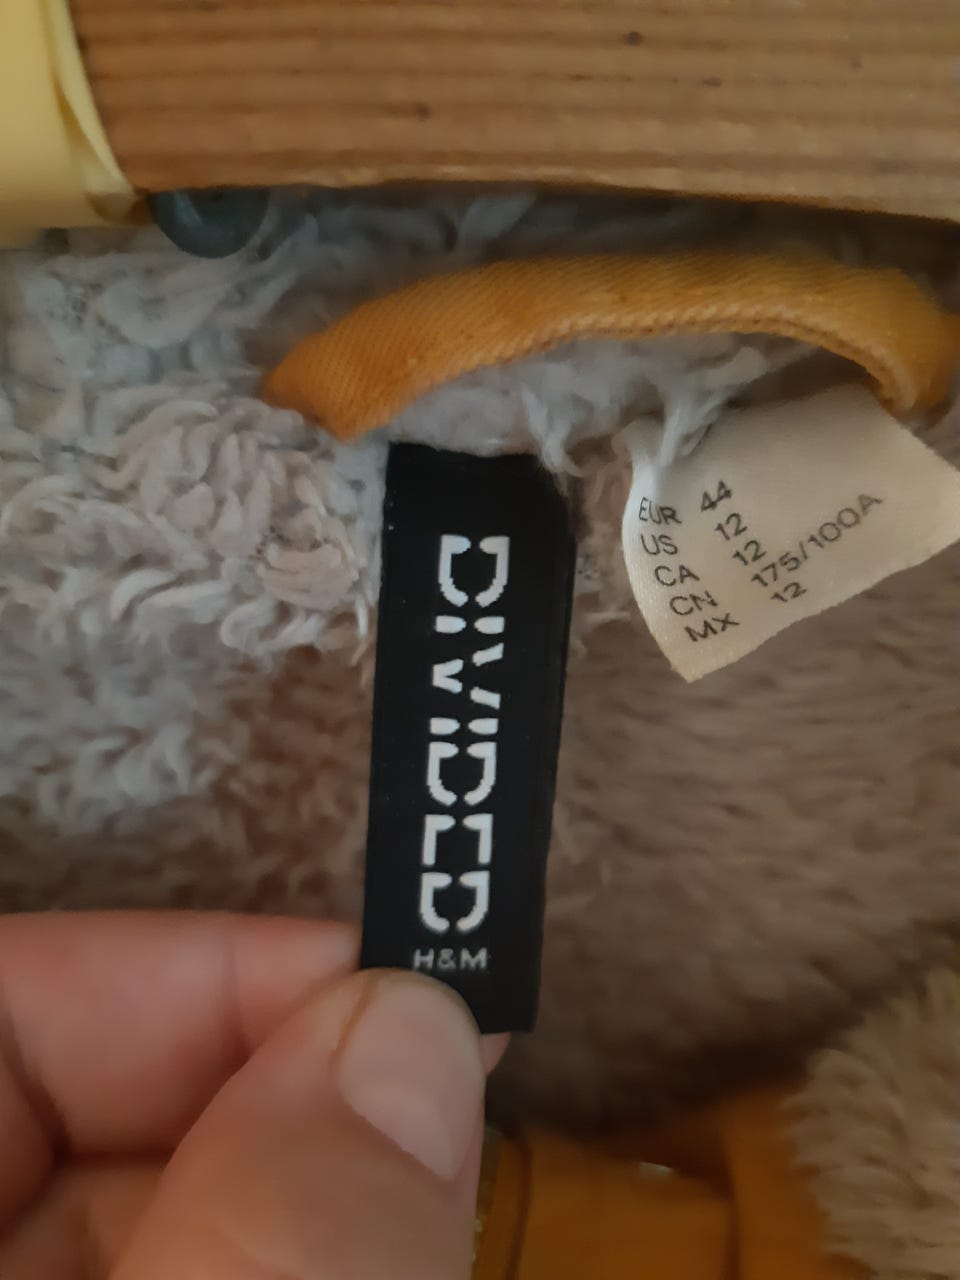 DIVIDED
H&M
EUR 44
US 12
CA 12
CN 175/100A
MX 12